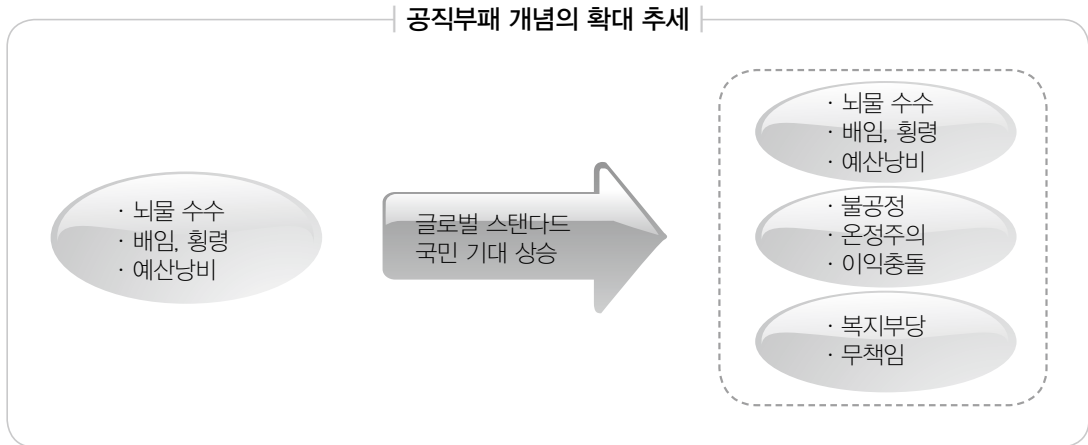 공직부패 개념의 확대 추세
· 뇌물 수수
· 배임, 횡령
· 예산낭비
글로벌 스탠다드
국민 기대 상승
· 뇌물 수수
· 배임, 횡령
· 예산낭비
· 불공정
· 온정주의
· 이익충돌
· 복지부당
· 무책임